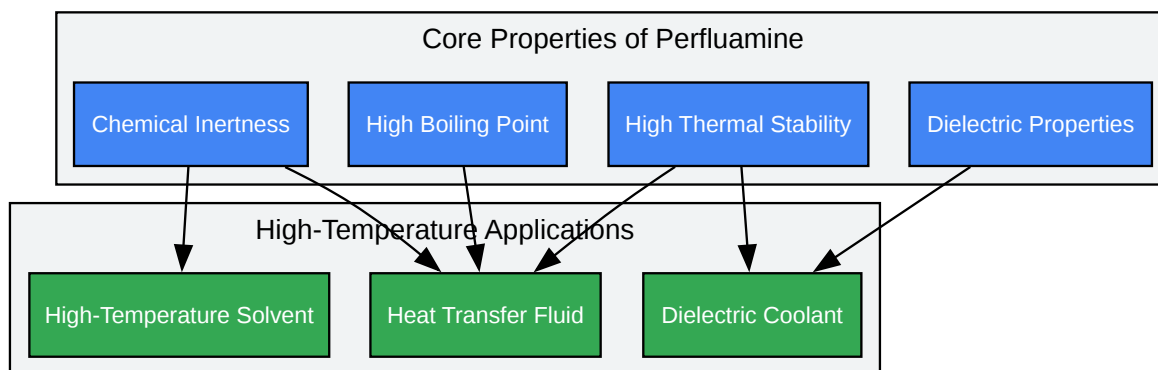 Core Properties of Perfluamine
Chemical Inertness
High Boiling Point
High Thermal Stability
Dielectric Properties
High-Temperature Applications
High-Temperature Solvent
Heat Transfer Fluid
Dielectric Coolant